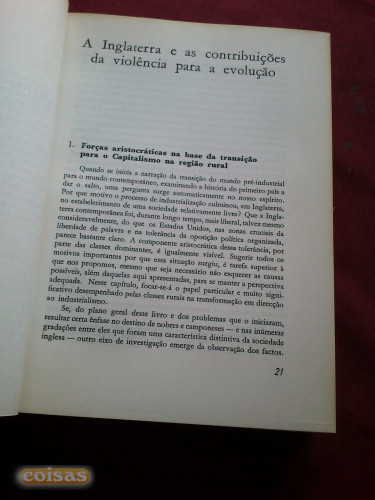 A Inglaterra e as contribuições
da violência para a evolução
1. Forças aristocráticas na base da transição
para o Capitalismo na região rural
Quando se inicia a narração da transição do mundo pré-industrial
para o mundo contemporâneo, examinando a história do primeiro país a
dar o salto, uma pergunta surge automaticamente no nosso espírito.
Por que motivo o processo de industrialização culminou, em Inglaterra,
no estabelecimento de uma sociedade relativamente livre? Que a Ingla-
terra contemporânea foi, durante longo tempo, mais liberal, talvez mesmo
consideravelmente, do que os Estados Unidos, nas zonas cruciais da
liberdade de palavra e na tolerância da oposição política organizada,
parece bastante claro. A componente aristocrática desta tolerância, por
parte das classes dominantes, é igualmente visível. Sugerir todos os
motivos importantes por que esta situação surgiu, é tarefa superior à
que nos propomos, mesmo que seja necessário não esquecer as causas
possíveis, além daquelas aqui apresentadas, para se manter a perspectiva
adequada. Neste capítulo, focar-se-á o papel particular e muito signi-
ficativo desempenhado pelas classes rurais na transformação em direcção
ao industrialismo.
Se, do plano geral deste livro e dos problemas que o iniciaram,
resultar certa ênfase no destino de nobres e camponeses — e nas inúmeras
gradações entre eles que foram uma característica distintiva da sociedade
inglesa — outro eixo de investigação emerge da observação dos factos.
21
coisas